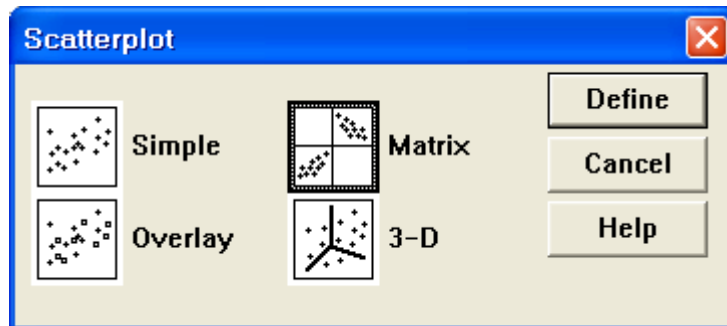 Scatterplot
Simple
Matrix
Define
Cancel
Overlay
3-D
Help